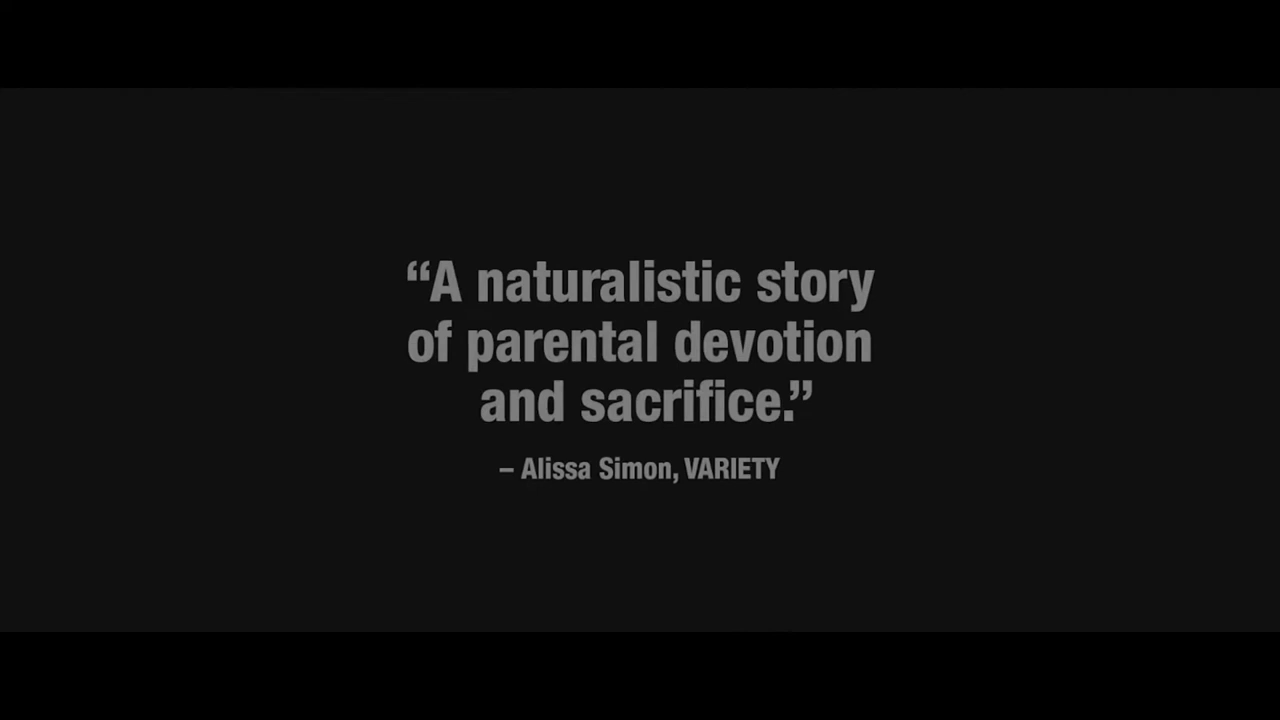 “A naturalistic story
of parental devotion
and sacrifice.”
– Alissa Simon, VARIETY